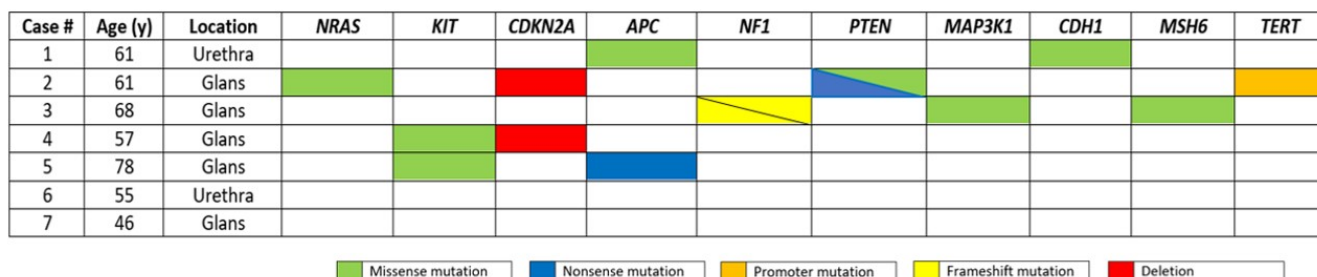 Case # Age (y) Location NRAS KIT CDKN2A APC NF1 PTEN MAP3K1 CDH1 MSH6 TERT
1 61 Urethra
2 61 Glans
3 68 Glans
4 57 Glans
5 78 Glans
6 55 Urethra
7 46 Glans
Missense mutation Nonsense mutation Promoter mutation Frameshift mutation Deletion